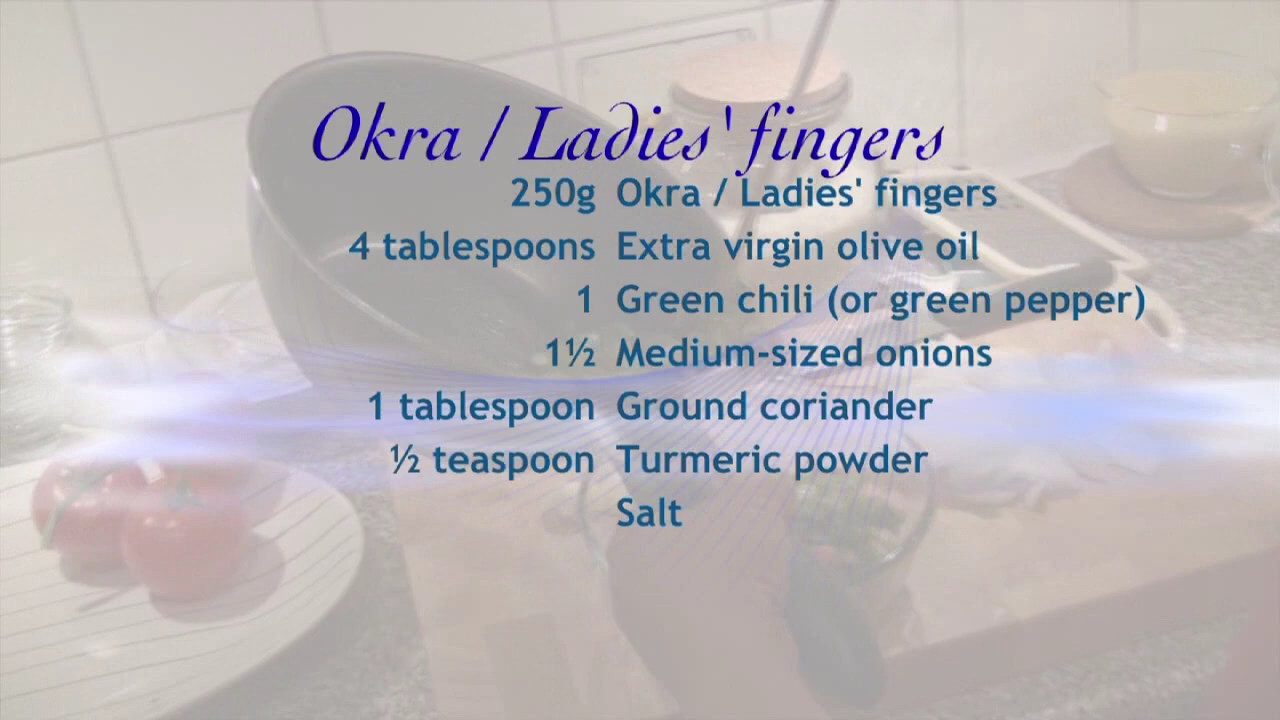 Okra / Ladies' fingers
250g Okra / Ladies' fingers
4 tablespoons Extra virgin olive oil
1 Green chili (or green pepper)
1½ Medium-sized onions
1 tablespoon Ground coriander
½ teaspoon Turmeric powder
Salt